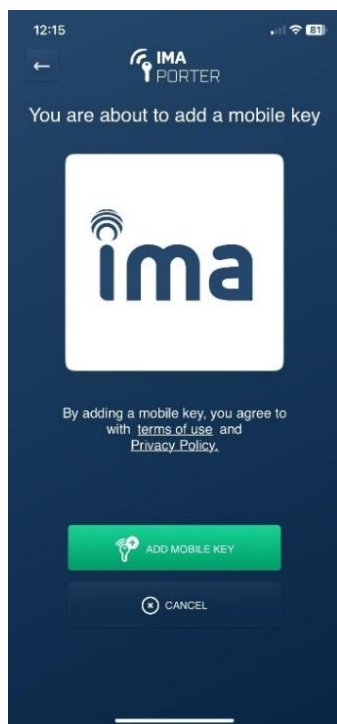 12:15
81
IMA
PORTER
You are about to add a mobile key
ima
By adding a mobile key, you agree to
with terms of use and
Privacy Policy.
ADD MOBILE KEY
CANCEL